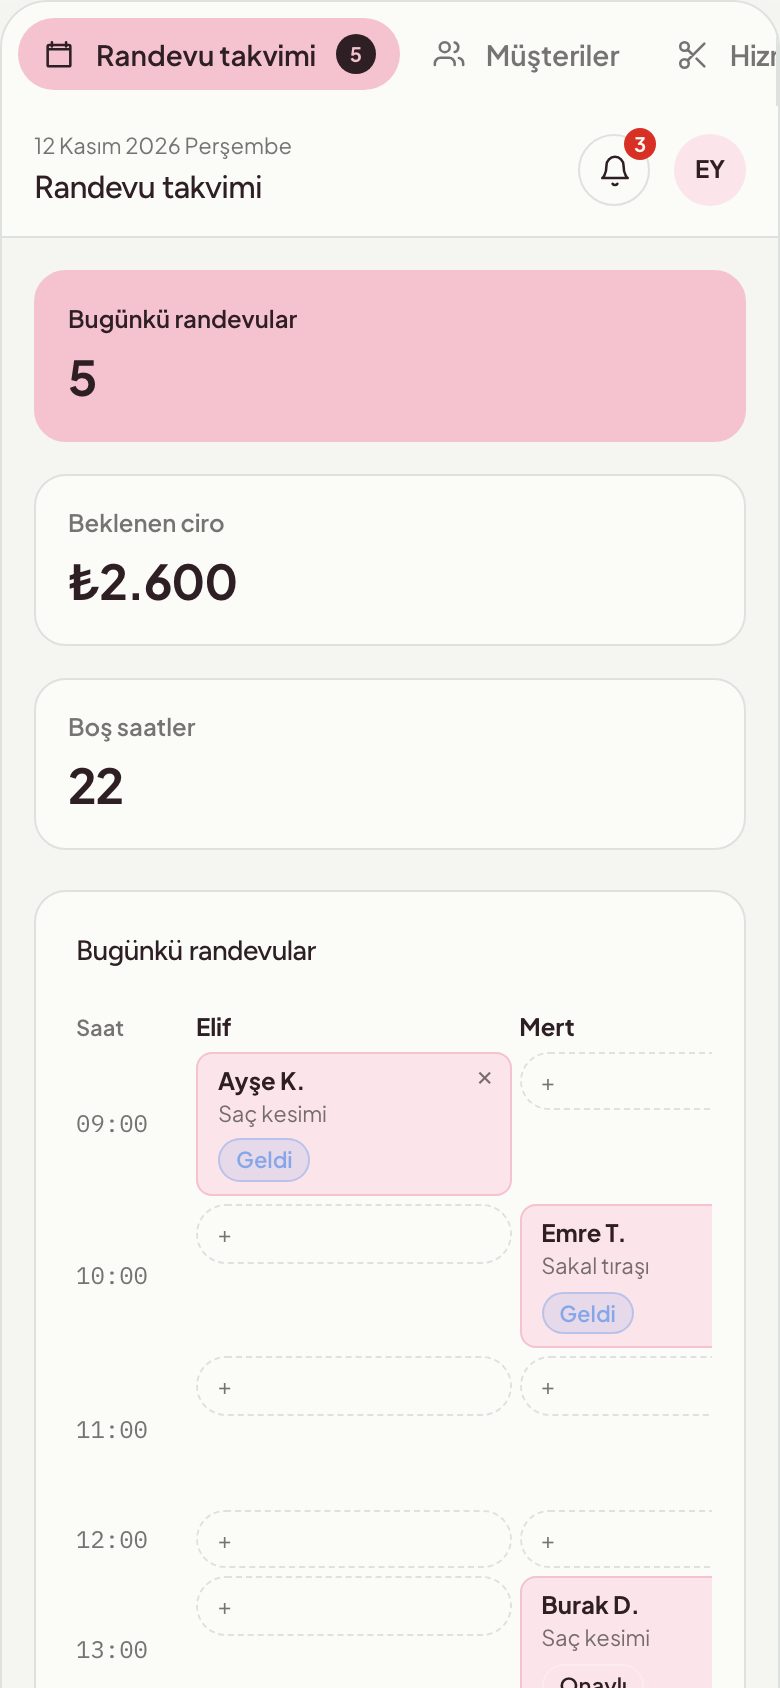 Randevu takvimi 5 Müşteriler
12 Kasım 2026 Perşembe
Randevu takvimi
3
EY
Bugünkü randevular
5
Beklenen ciro
₺2.600
Boş saatler
22
Bugünkü randevular
Saat Elif Mert
09:00
Ayşe K. ×
Saç kesimi
Geldi
+
10:00
+
Emre T.
Sakal tıraşı
Geldi
11:00
+
+
12:00
+
+
13:00
+
Burak D.
Saç kesimi
Onaylı